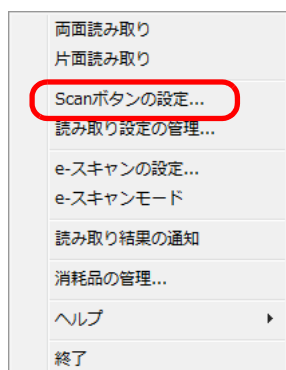 両面読み取り
片面読み取り
Scanボタンの設定...
読み取り設定の管理...
e-スキャンの設定...
e-スキャンモード
読み取り結果の通知
消耗品の管理...
ヘルプ
終了